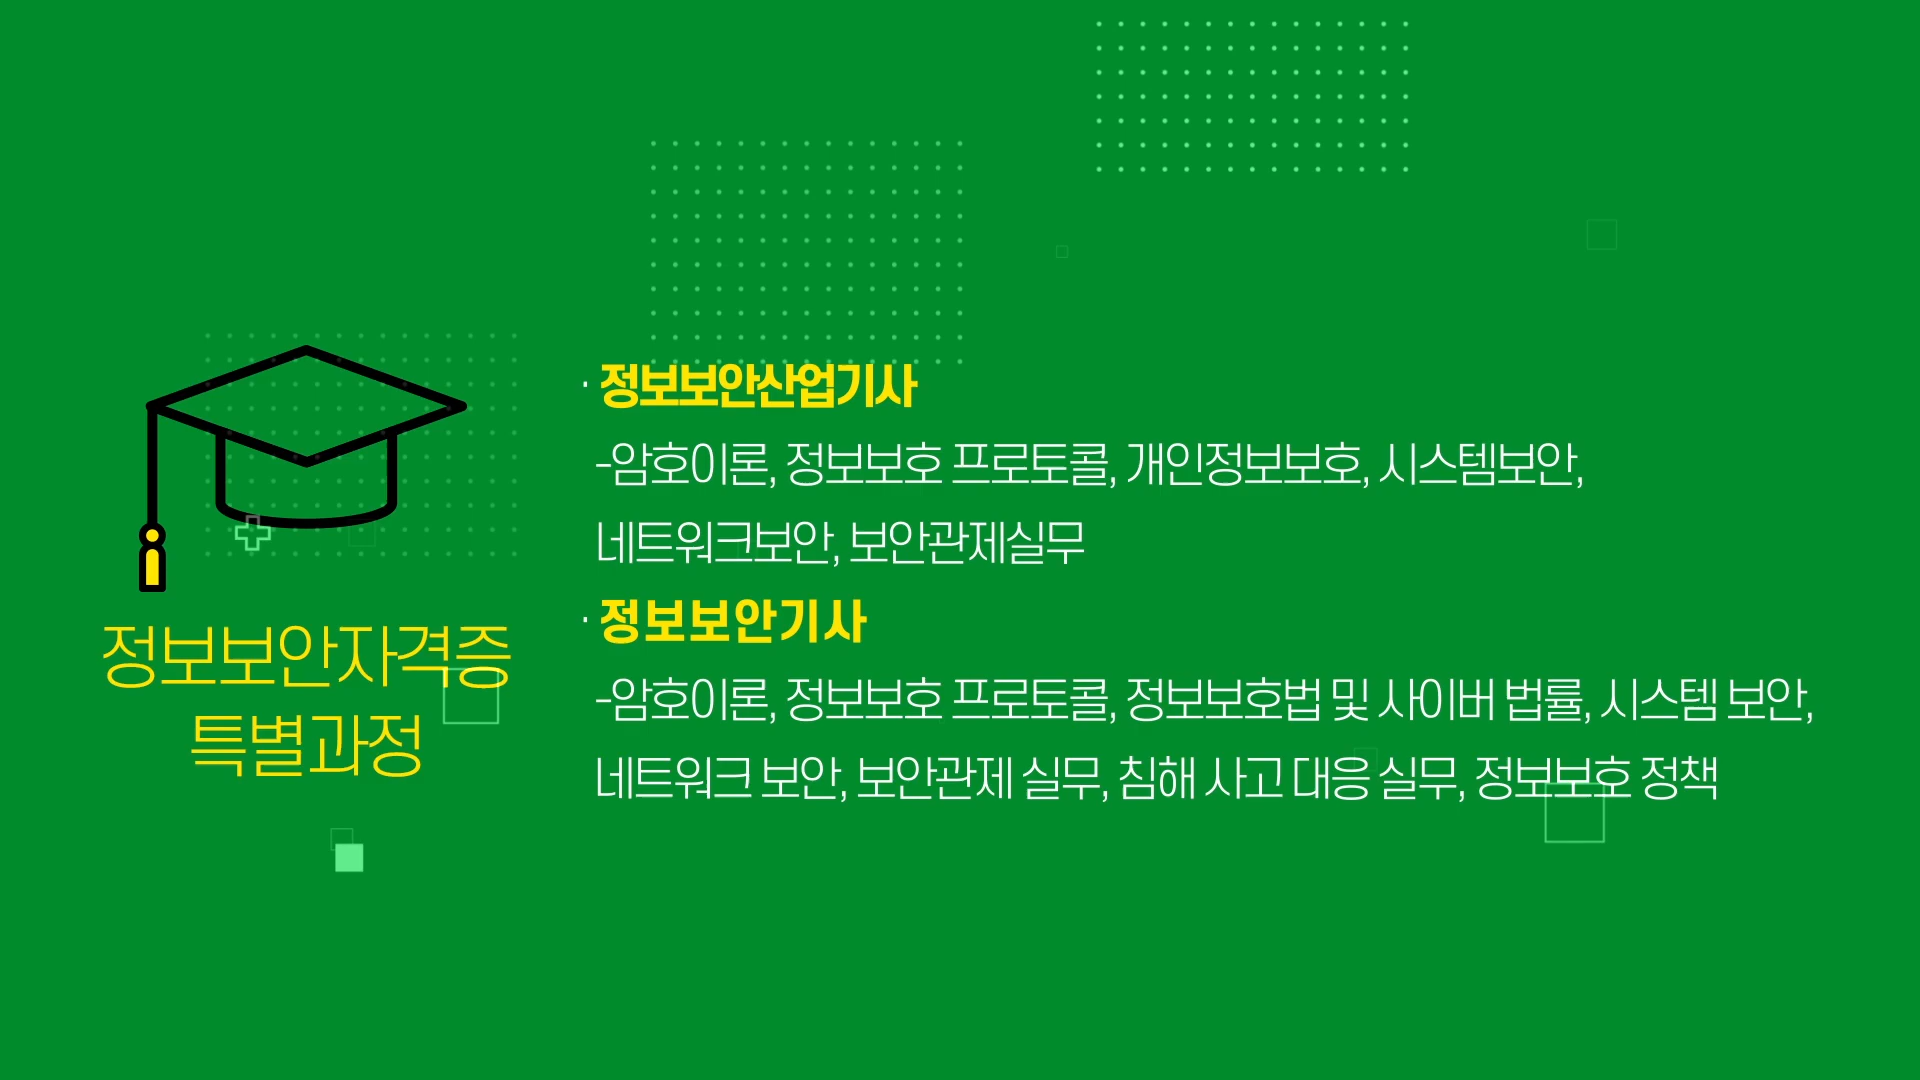 정보보안자격증
특별과정
· 정보보안산업기사
-암호이론, 정보보호 프로토콜, 개인정보보호, 시스템보안,
네트워크보안, 보안관제실무
· 정보보안기사
-암호이론, 정보보호 프로토콜, 정보보호법 및 사이버 법률, 시스템 보안,
네트워크 보안, 보안관제 실무, 침해 사고 대응 실무, 정보보호 정책